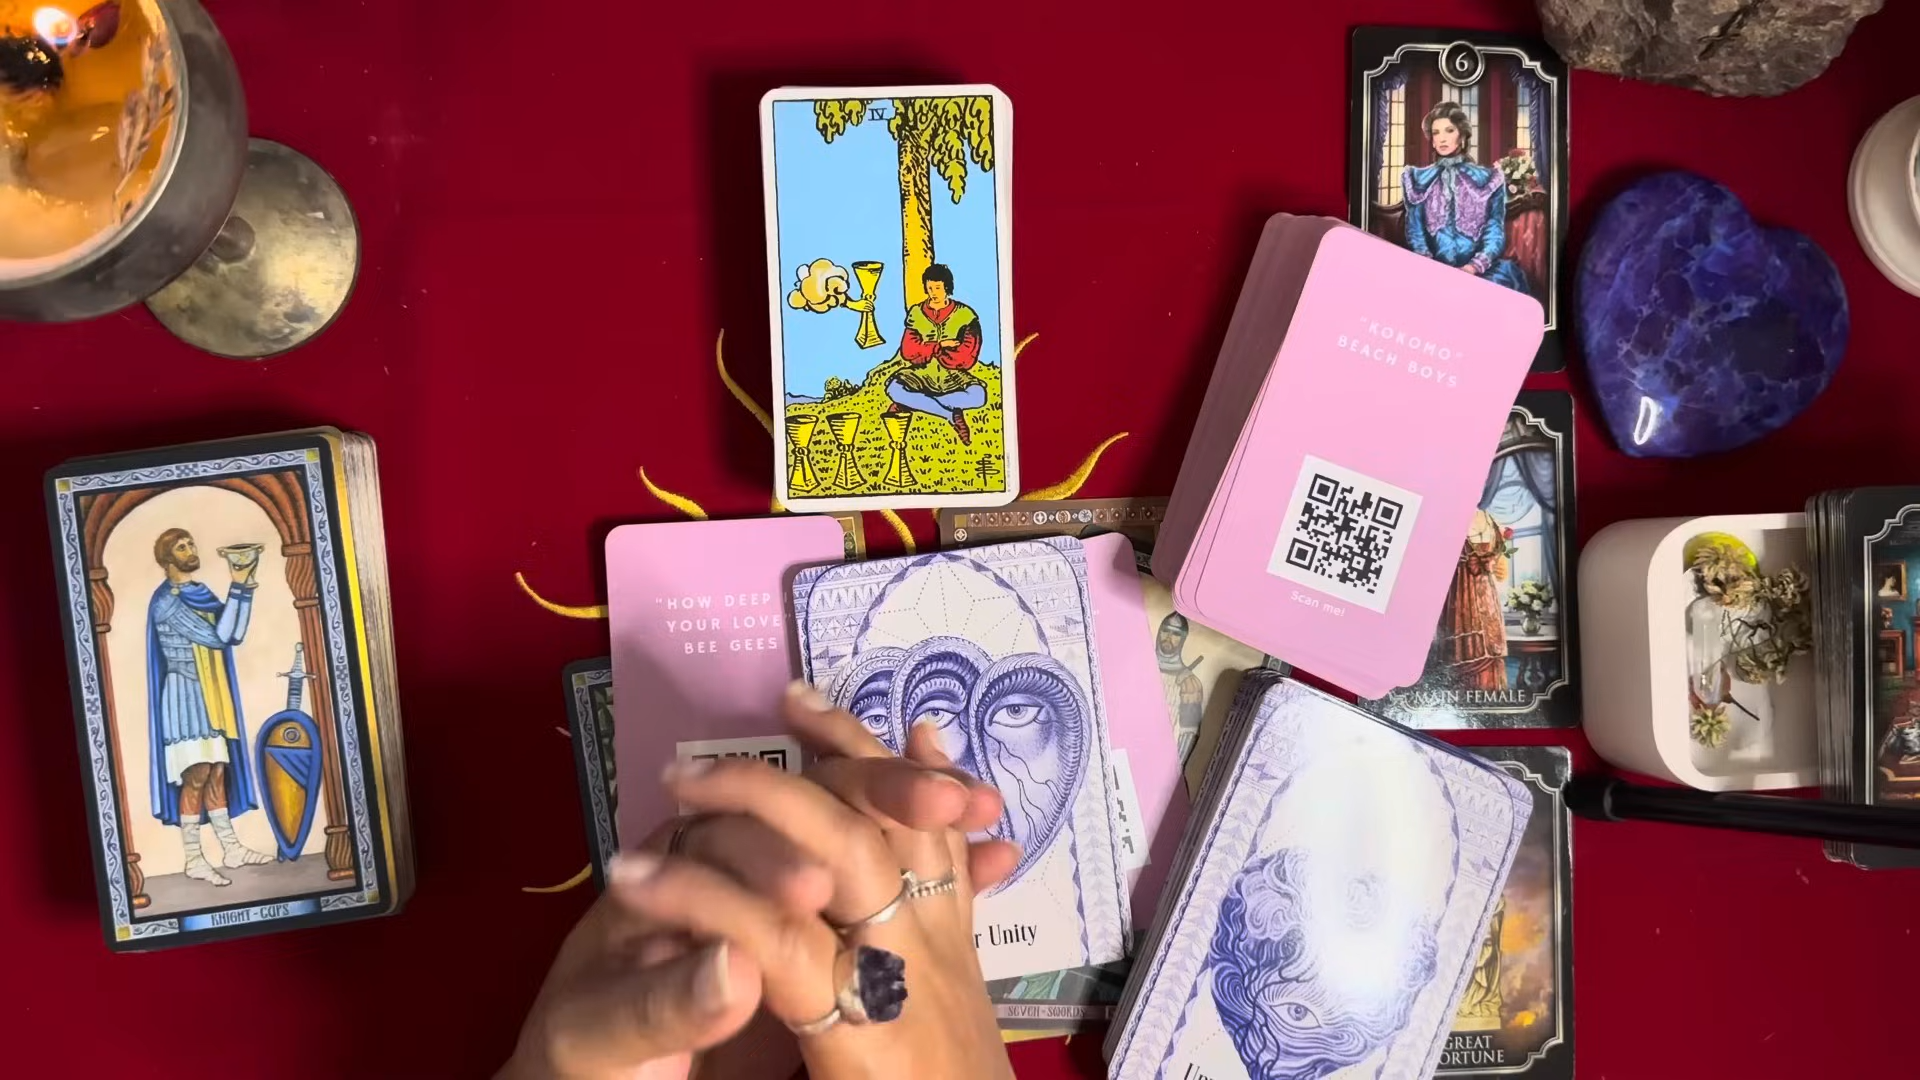 IV
6
"KOKOMO"
BEACH BOYS
Scan me!
"HOW DEEP
YOUR LOVE"
BEE GEES
MAIN FEMALE
KNIGHT-CUPS
Unity
SEVEN-SWORDS
GREAT
FORTUNE